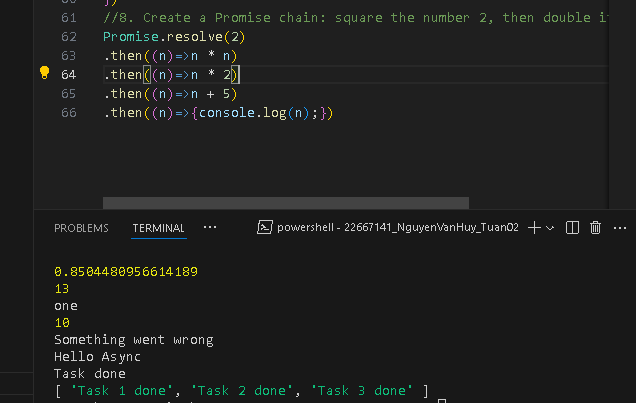 })
61 //8. Create a Promise chain: square the number 2, then double i
62 Promise.resolve(2)
63 .then((n)=>n * n)
64 .then((n)=>n * 2)
65 .then((n)=>n + 5)
66 .then((n)=>{console.log(n);})
PROBLEMS TERMINAL ··· powershell - 22667141_NguyenVanHuy_Tuan02 ···
0.8504480956614189
13
one
10
Something went wrong
Hello Async
Task done
[ 'Task 1 done', 'Task 2 done', 'Task 3 done' ]